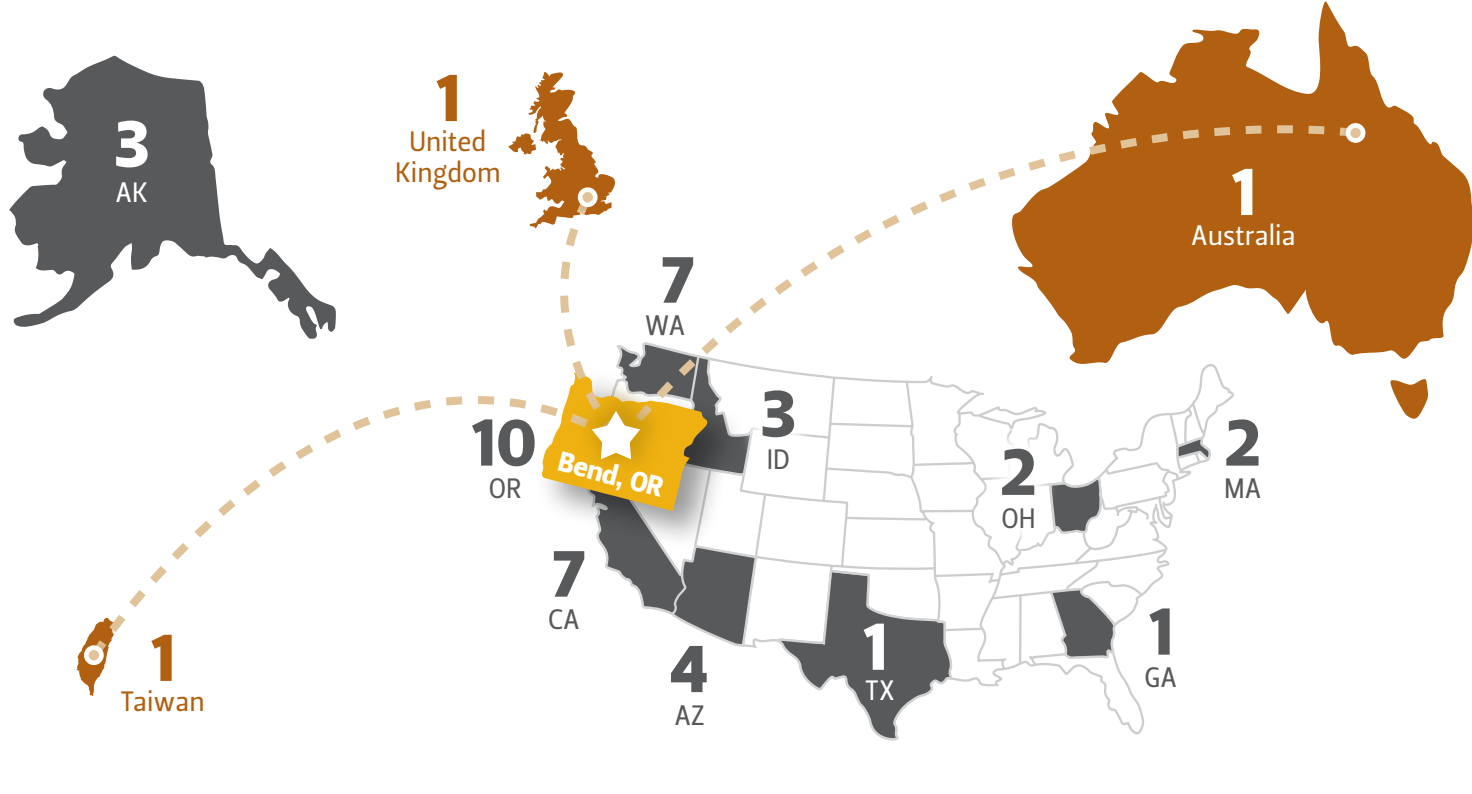 3
AK
1
United
Kingdom
1
Australia
7
WA
10
OR
Bend, OR
3
ID
2
OH
2
MA
7
CA
4
AZ
1
TX
1
GA
1
Taiwan